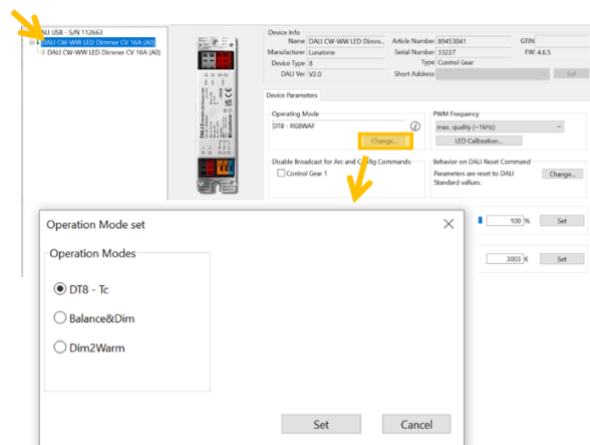 ALI USB - S/N 112663
DALI CW-WW LED Dimmer CV 16A (A0)
DALI CW-WW LED Dimmer CV 16A (A0)
Device Info
Name DALI CW-WW LED Dimm... Article Number 89453841 GTIN
Manufacturer Lunatone Serial Number 33227 FW 4.6.5
Device Type 8 Type Control Gear
DALI Ver V2.0 Short Address Set
Device Parameters
Operating Mode
DT8 - RGBWAF
Change...
PWM Frequency
max. quality (~1kHz)
LED-Calibration...
Disable Broadcast for Arc and Config Commands
Control Gear 1
Behavior on DALI Reset Command
Parameters are reset to DALI
Standard vallues.
Change...
100 % Set
3003 K Set
Operation Mode set
Operation Modes
DT8 - Tc
Balance&Dim
Dim2Warm
Set Cancel